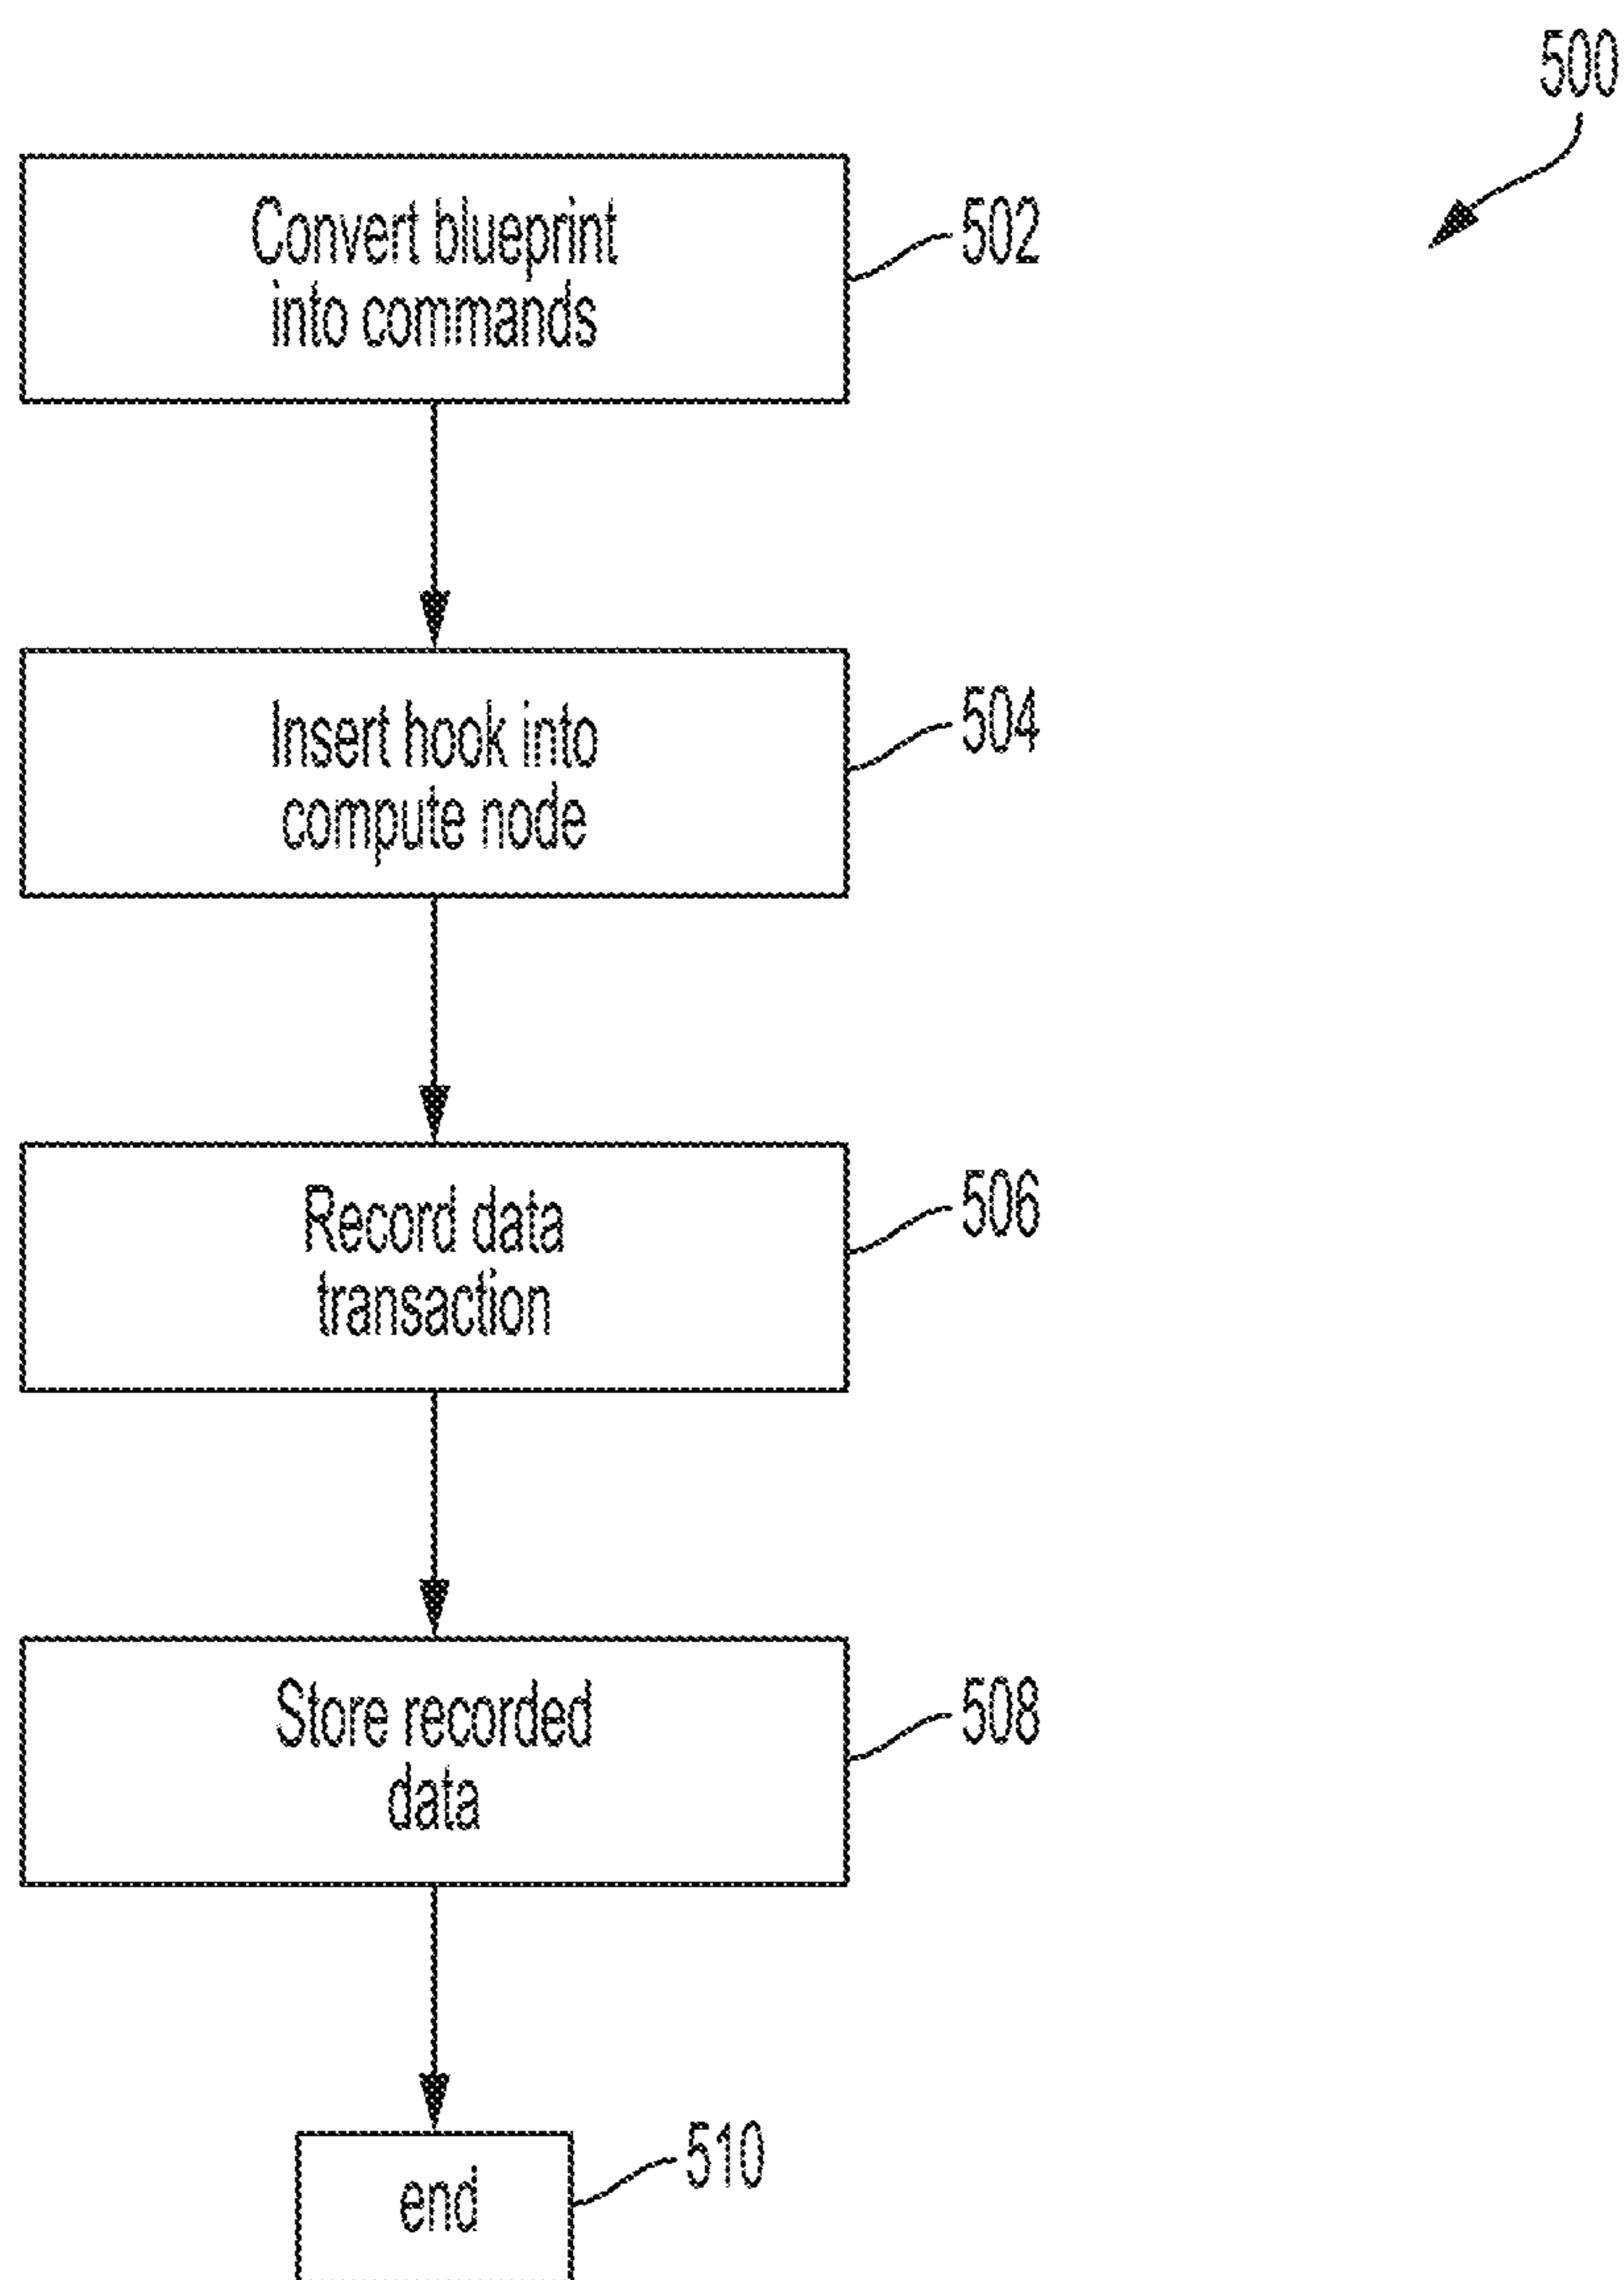 500
Convert blueprint
into commands
502
Insert hook into
compute node
504
Record data
transaction
506
Store recorded
data
508
end
510